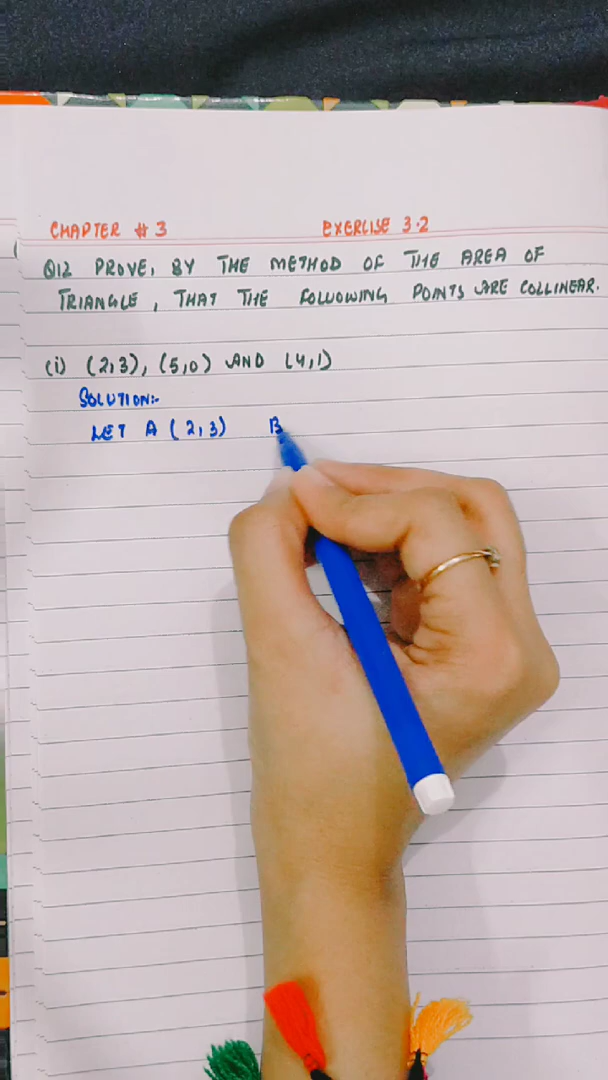 CHAPTER # 3 EXERCISE 3.2
Q12 PROVE, BY THE METHOD OF THE AREA OF
TRIANGLE, THAT THE FOLLOWING POINTS ARE COLLINEAR.
(i) (2,3), (5,0) AND (4,1)
SOLUTION:-
LET A (2,3) B